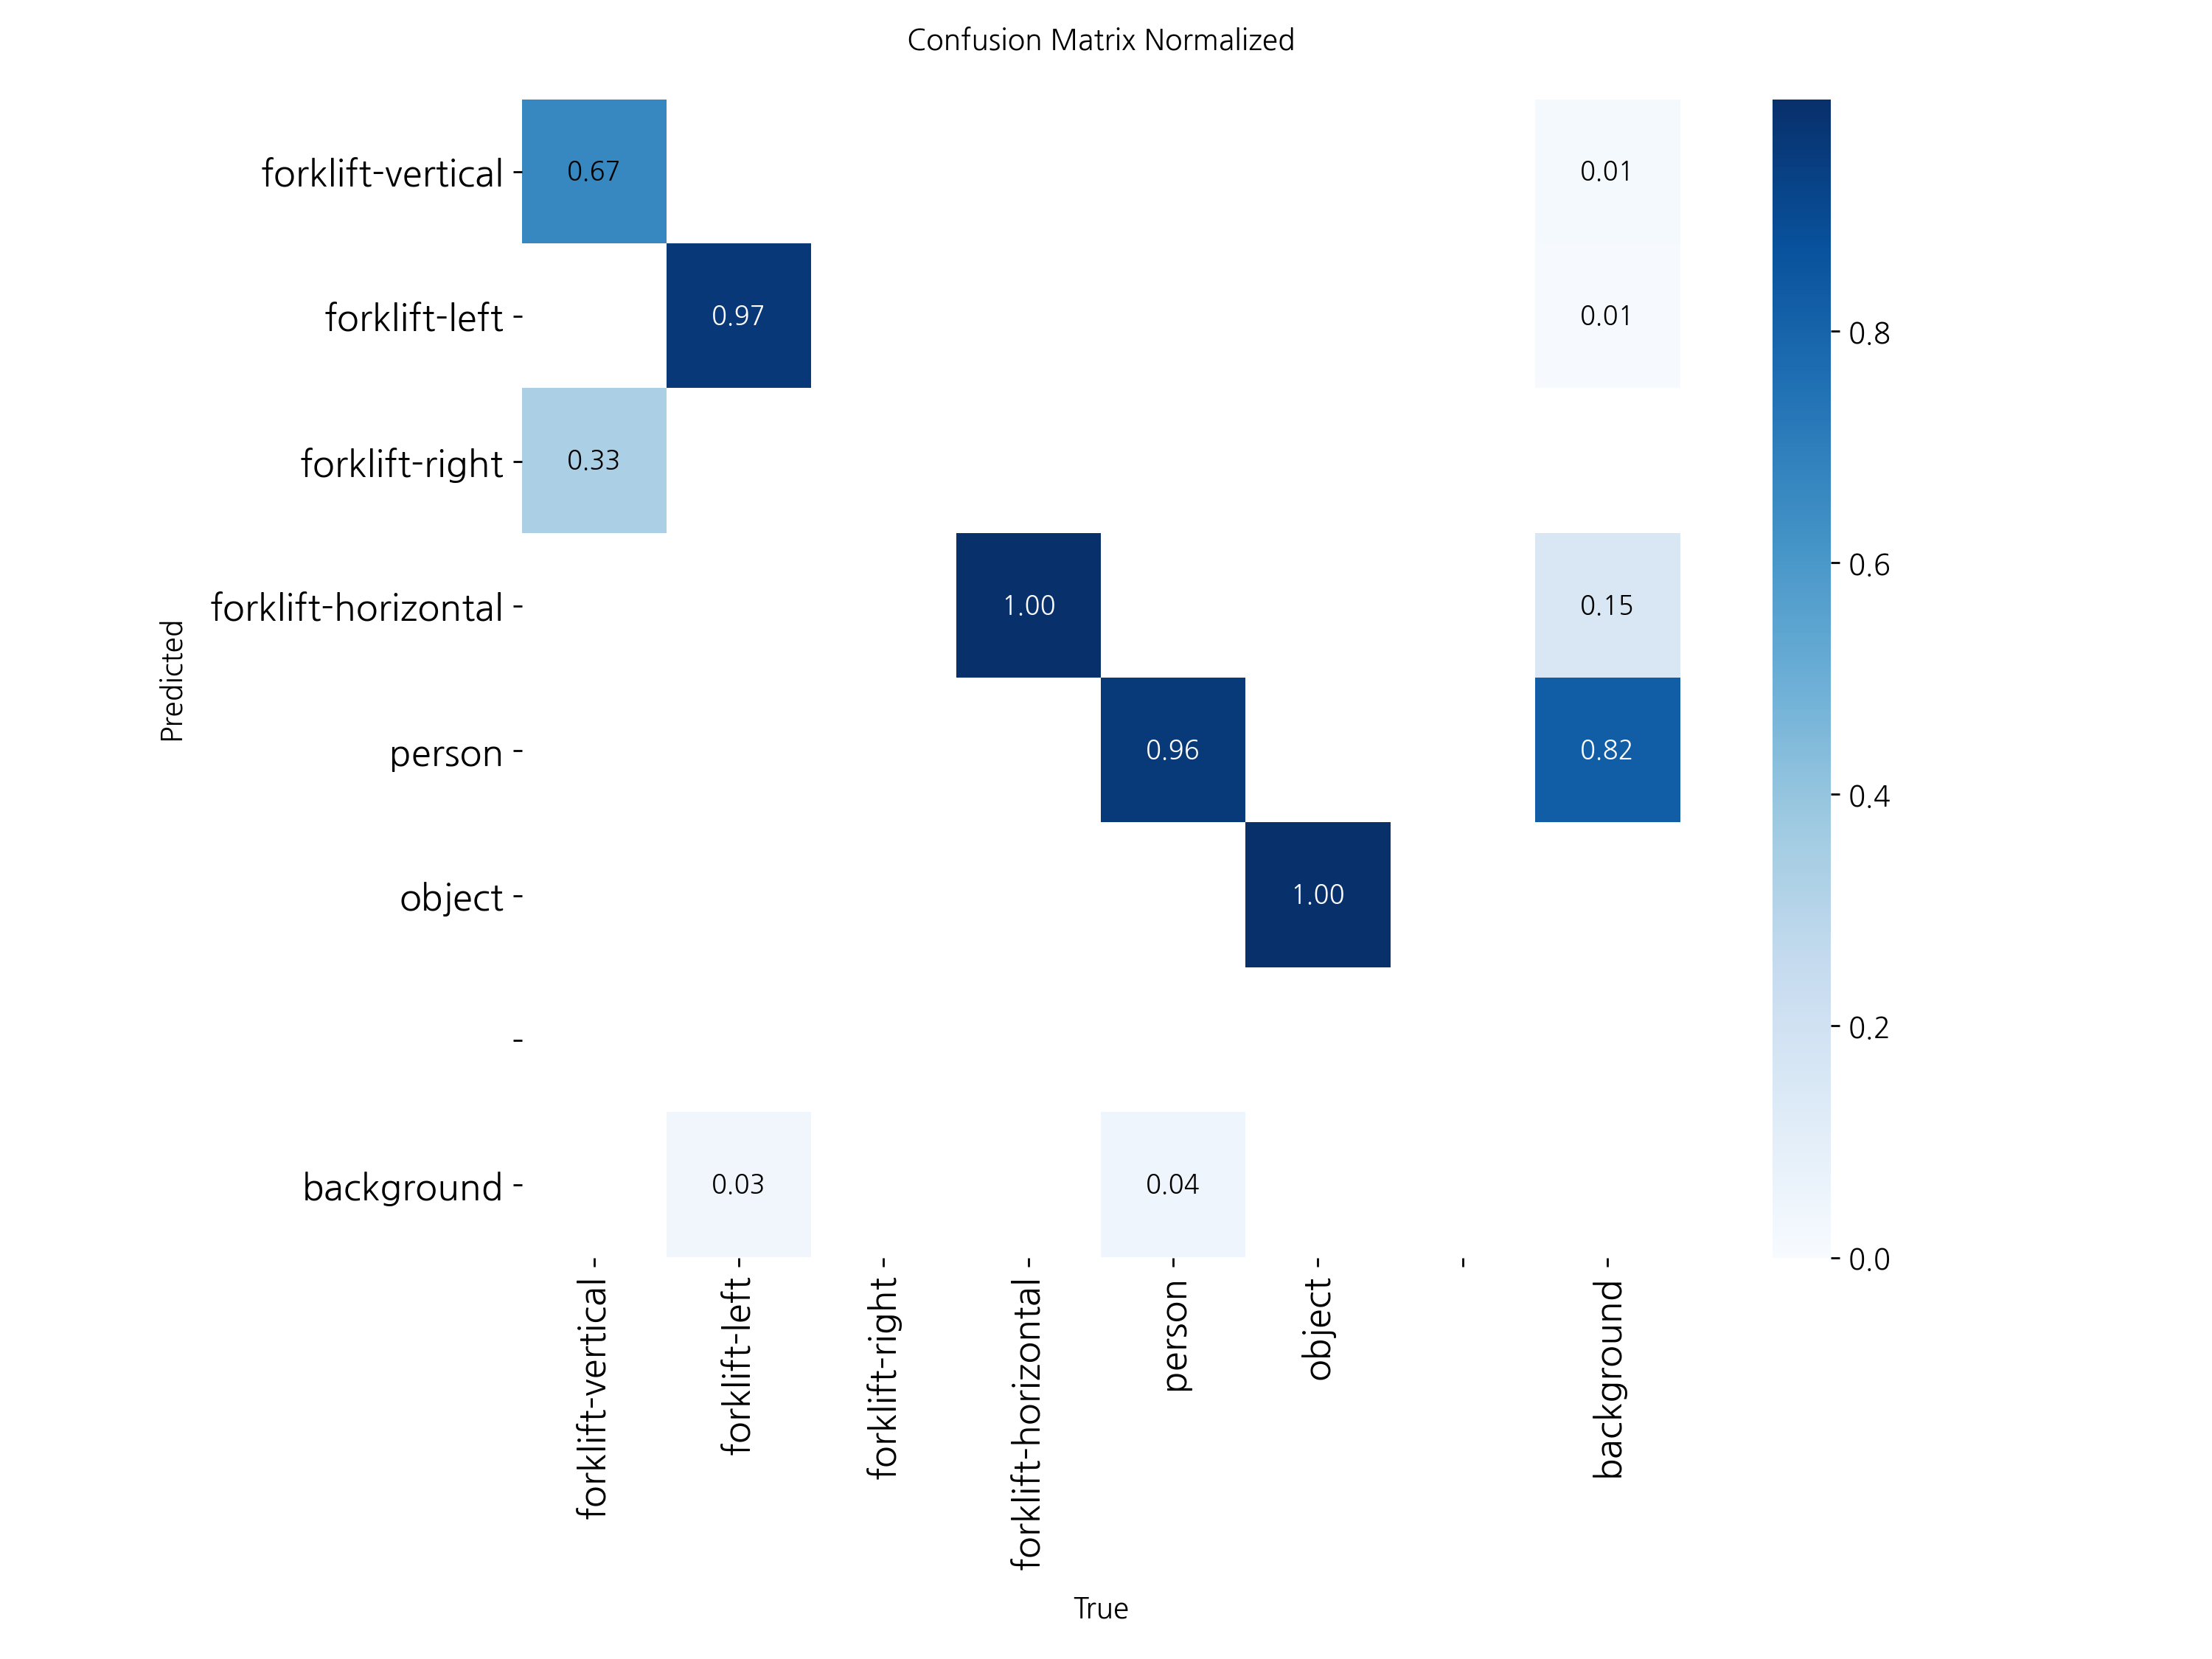 Confusion Matrix Normalized
forklift-vertical
0.67
0.01
forklift-left
0.97
0.01
0.8
forklift-right
0.33
0.6
forklift-horizontal
1.00
0.15
Predicted
person
0.96
0.82
0.4
object
1.00
0.2
background
0.03
0.04
0.0
forklift-vertical
forklift-left
forklift-right
forklift-horizontal
person
object
background
True